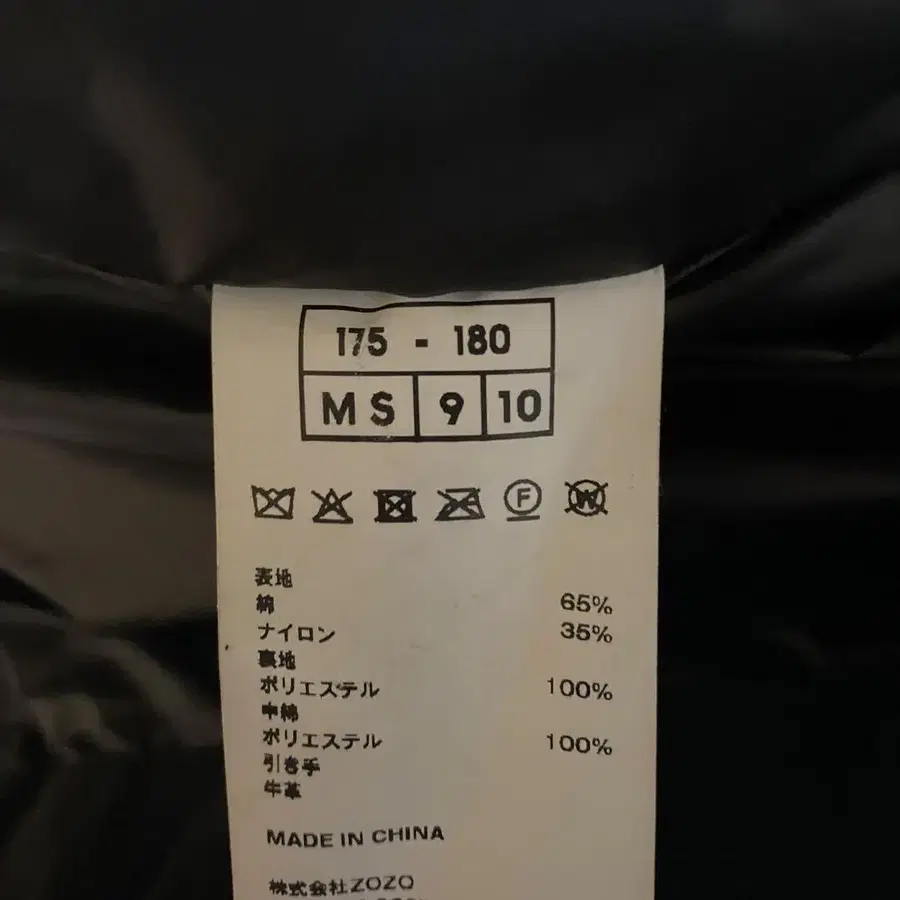 175 - 180
MS 9 10
F W
表地
綿 65%
ナイロン 35%
裏地
ポリエステル 100%
中綿
ポリエステル 100%
引き手
牛革
MADE IN CHINA
株式会社ZOZO